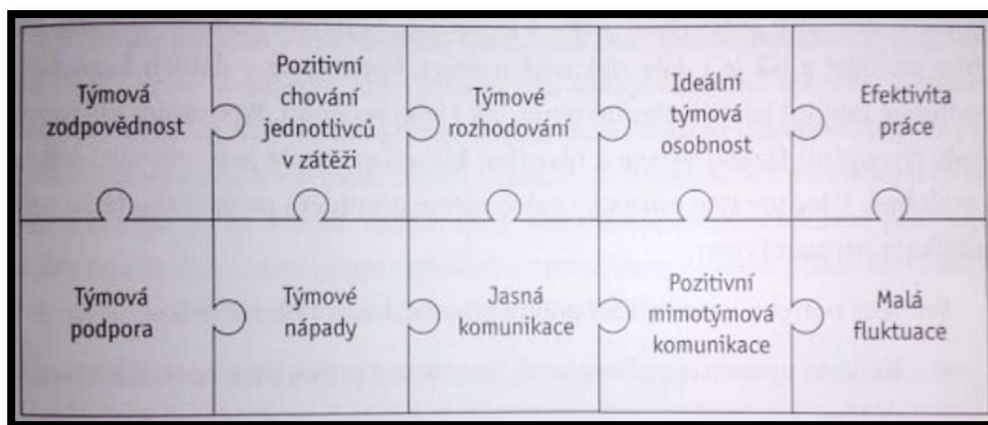 Týmová
zodpovědnost
Pozitivní
chování
jednotlivců
v zátěži
Týmové
rozhodování
Ideální
týmová
osobnost
Efektivita
práce
Týmová
podpora
Týmové
nápady
Jasná
komunikace
Pozitivní
mimotýmová
komunikace
Malá
fluktuace